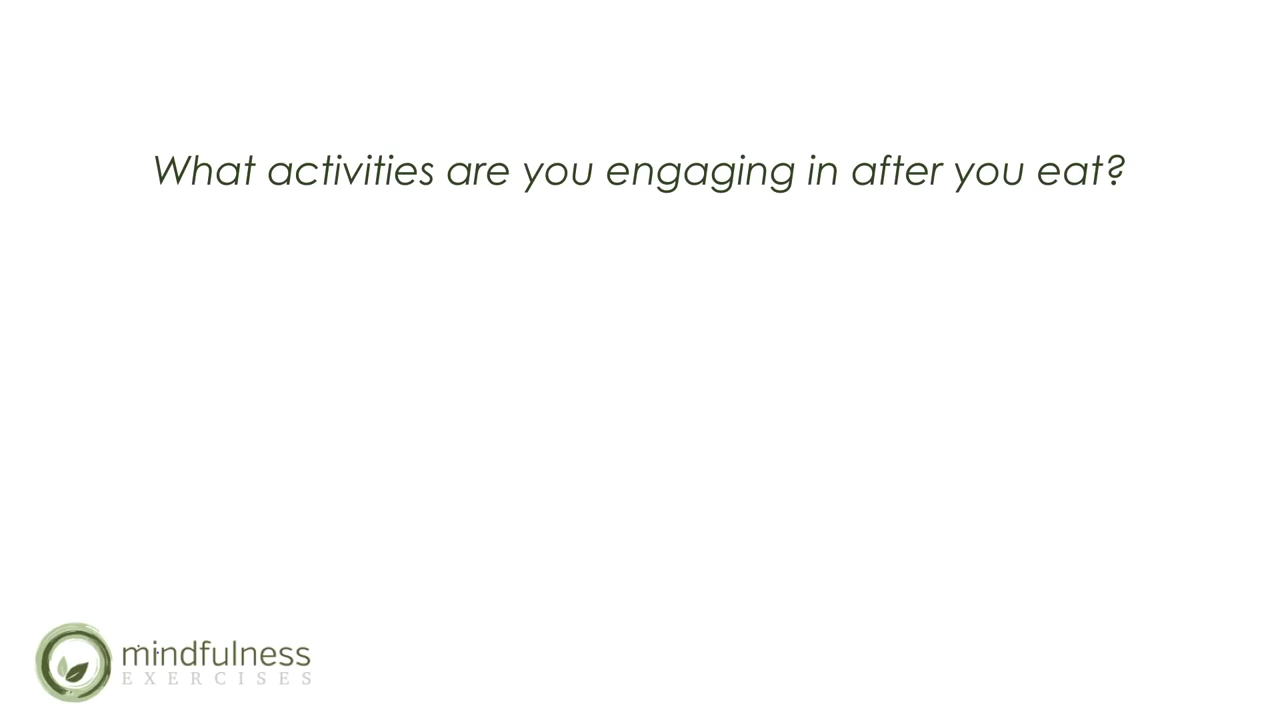 What activities are you engaging in after you eat?
mindfulness
EXERCISES